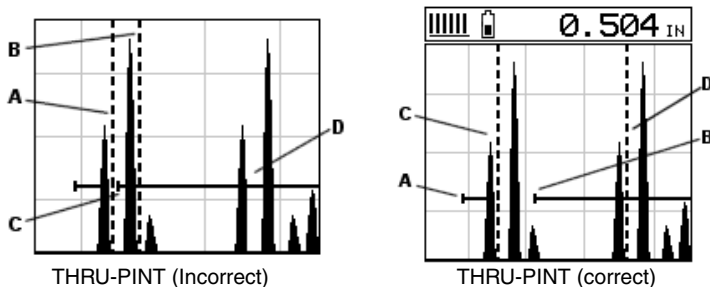 B
A
D
C
THRU-PINT (Incorrect)
0.504 IN
D
C
B
A
THRU-PINT (correct)